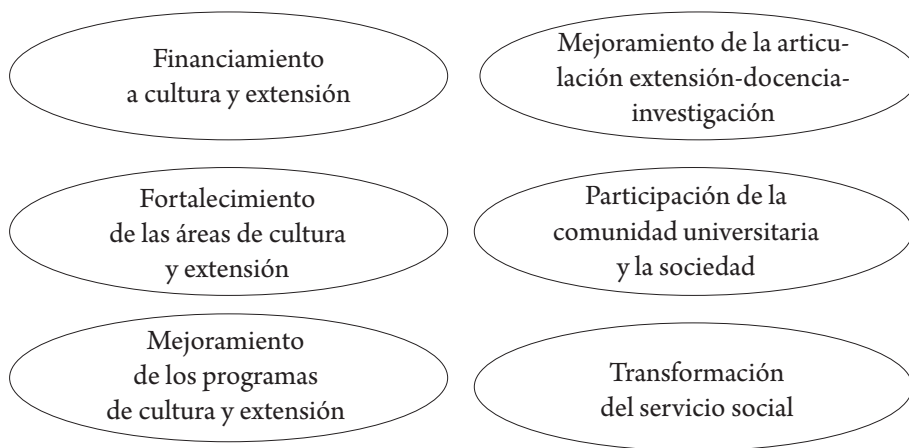 Financiamiento
a cultura y extensión
Mejoramiento de la articu-
lación extensión-docencia-
investigación
Fortalecimiento
de las áreas de cultura
y extensión
Participación de la
comunidad universitaria
y la sociedad
Mejoramiento
de los programas
de cultura y extensión
Transformación
del servicio social